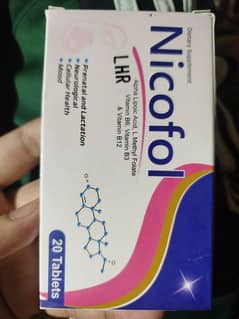 Dietary Supplement
Nicofol
LHR
Alpha Lipoic Acid, L Methyl Folate
Vitamin B6, Vitamin B3
& Vitamin B12
• Prenatal and Lactation
• Neurological
• Cellular Health
• Mood
20 Tablets